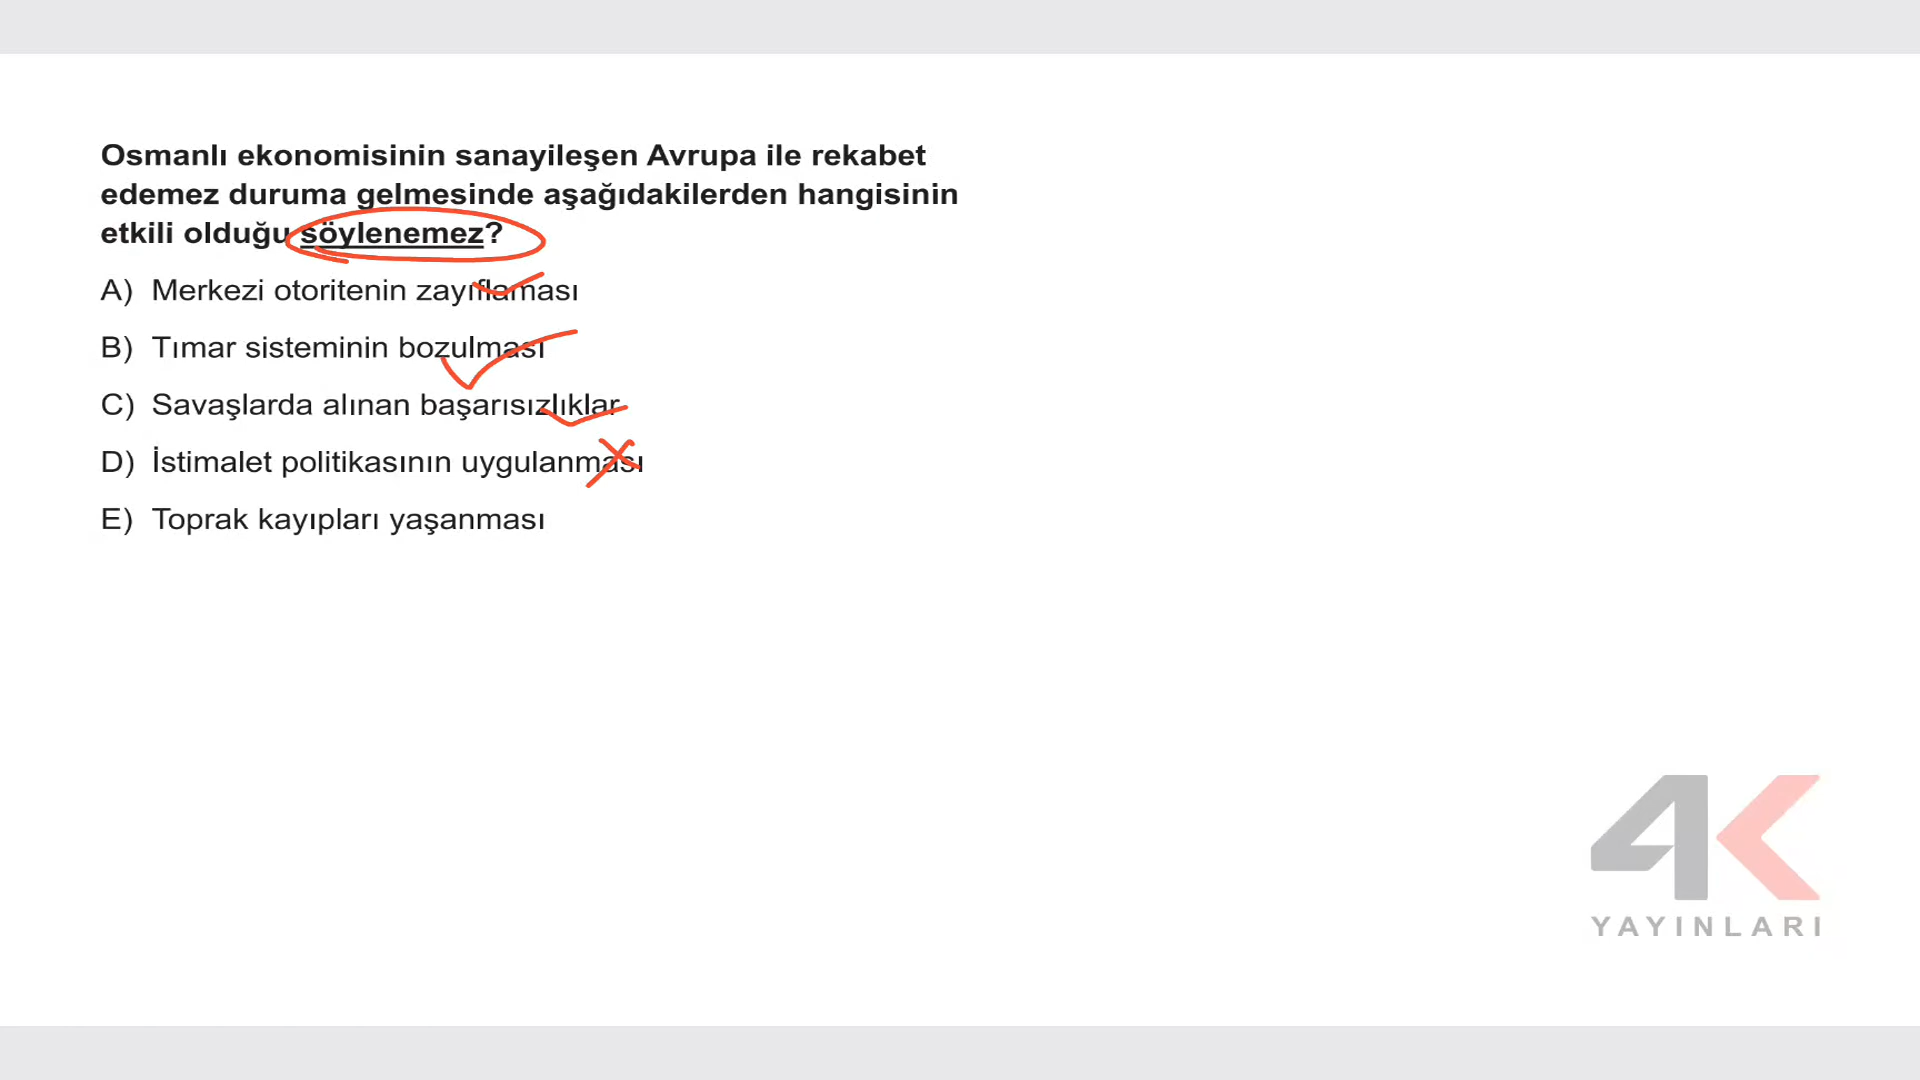 Osmanlı ekonomisinin sanayileşen Avrupa ile rekabet
edemez duruma gelmesinde aşağıdakilerden hangisinin
etkili olduğu söylenemez?
A) Merkezi otoritenin zayıflaması
B) Tımar sisteminin bozulması
C) Savaşlarda alınan başarısızlıklar
D) İstimalet politikasının uygulanması
E) Toprak kayıpları yaşanması
4K
YAYINLARI